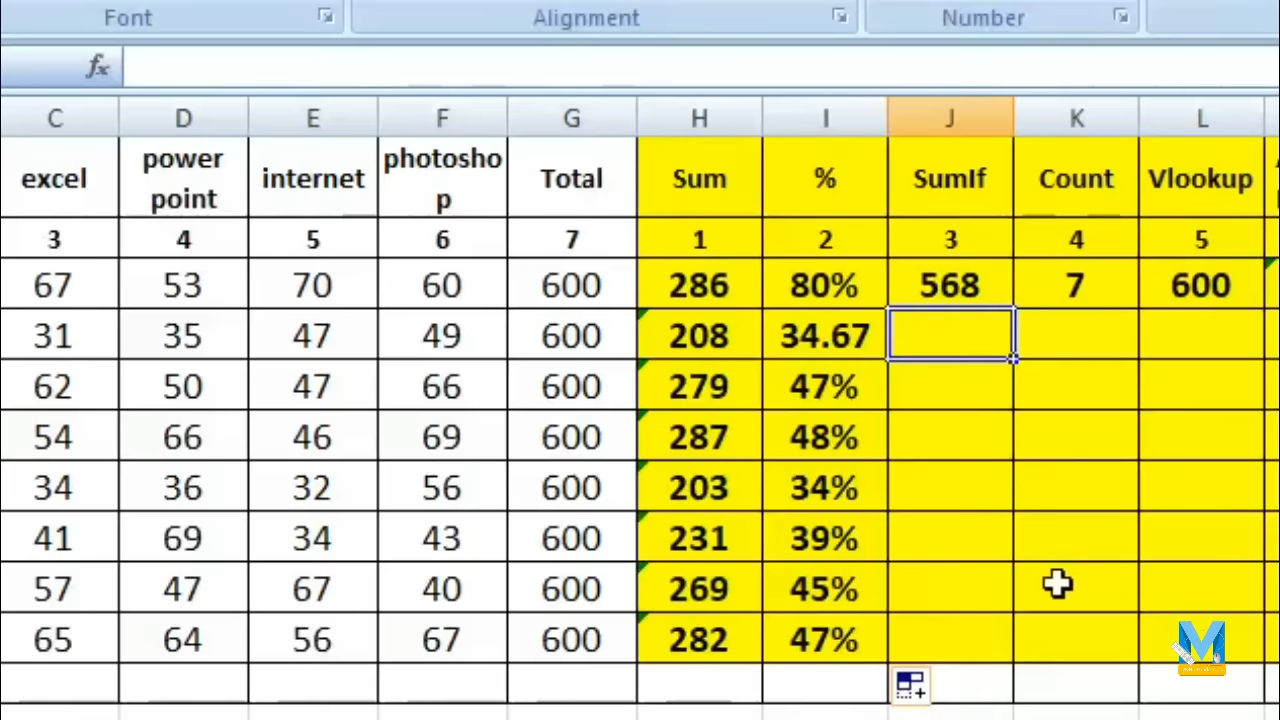 Font Alignment Number
fx
C D E F G H I J K L
excel power point internet photoshop Total Sum % SumIf Count Vlookup
3 4 5 6 7 1 2 3 4 5
67 53 70 60 600 286 80% 568 7 600
31 35 47 49 600 208 34.67
62 50 47 66 600 279 47%
54 66 46 69 600 287 48%
34 36 32 56 600 203 34%
41 69 34 43 600 231 39%
57 47 67 40 600 269 45%
65 64 56 67 600 282 47%
M